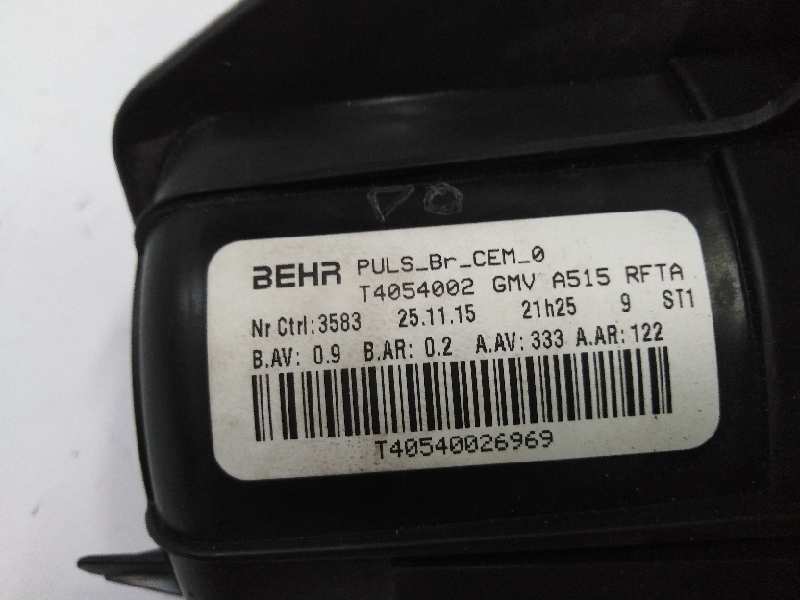 BEHR PULS_Br_CEM_0
T4054002 GMV A515 RFTA
Nr Ctrl:3583 25.11.15 21h25 9 ST1
B.AV: 0.9 B.AR: 0.2 A.AV: 333 A.AR: 122
T40540026969